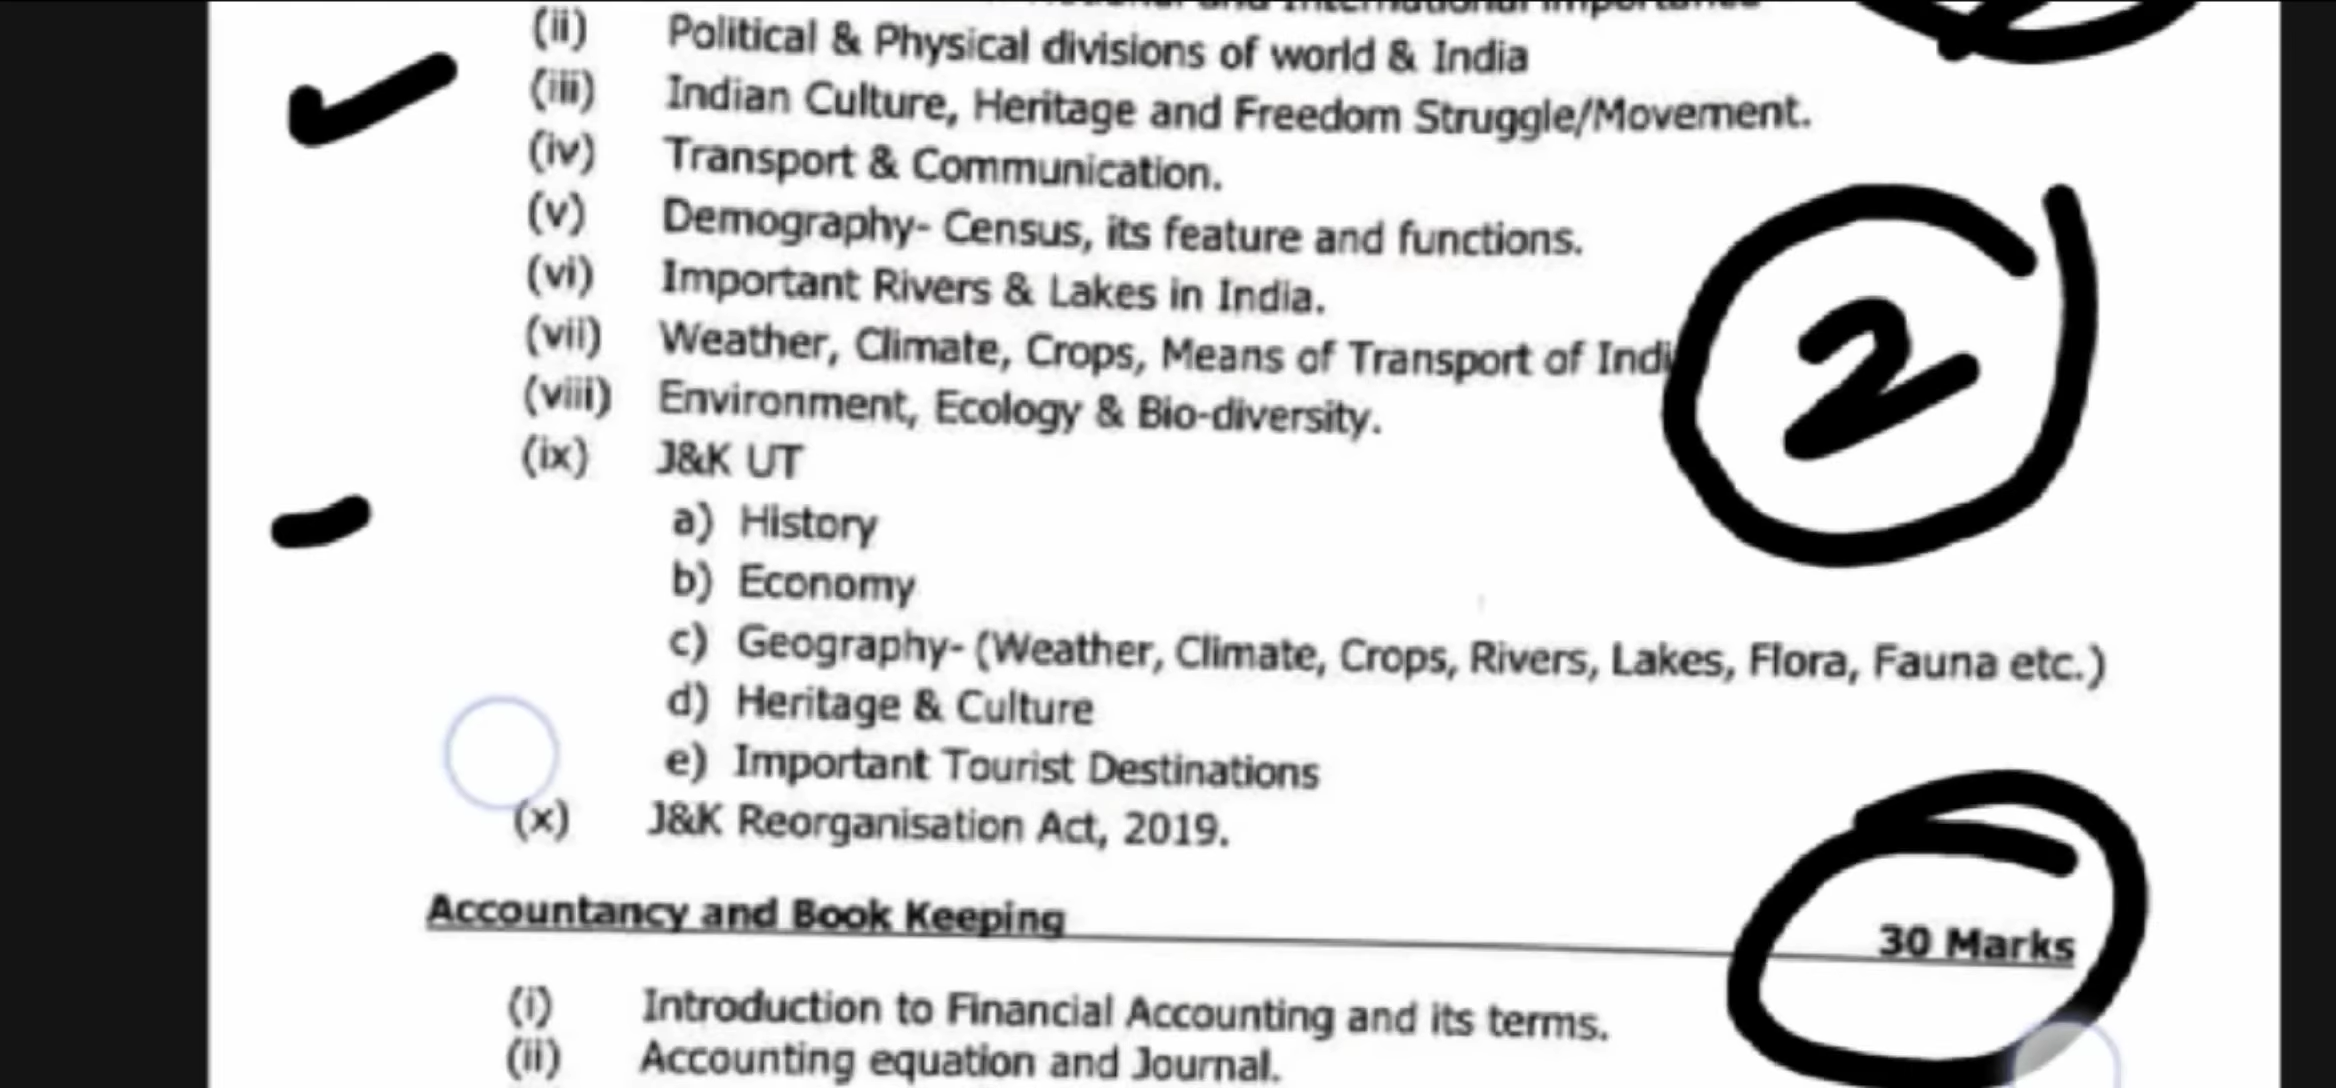 and International Importance
(ii) Political & Physical divisions of world & India
(iii) Indian Culture, Heritage and Freedom Struggle/Movement.
(iv) Transport & Communication.
(v) Demography- Census, its feature and functions.
(vi) Important Rivers & Lakes in India.
(vii) Weather, Climate, Crops, Means of Transport of Indi
2
(viii) Environment, Ecology & Bio-diversity.
(ix) J&K UT
a) History
b) Economy
c) Geography- (Weather, Climate, Crops, Rivers, Lakes, Flora, Fauna etc.)
d) Heritage & Culture
e) Important Tourist Destinations
(x) J&K Reorganisation Act, 2019.
Accountancy and Book Keeping 30 Marks
(i) Introduction to Financial Accounting and its terms.
(ii) Accounting equation and Journal.